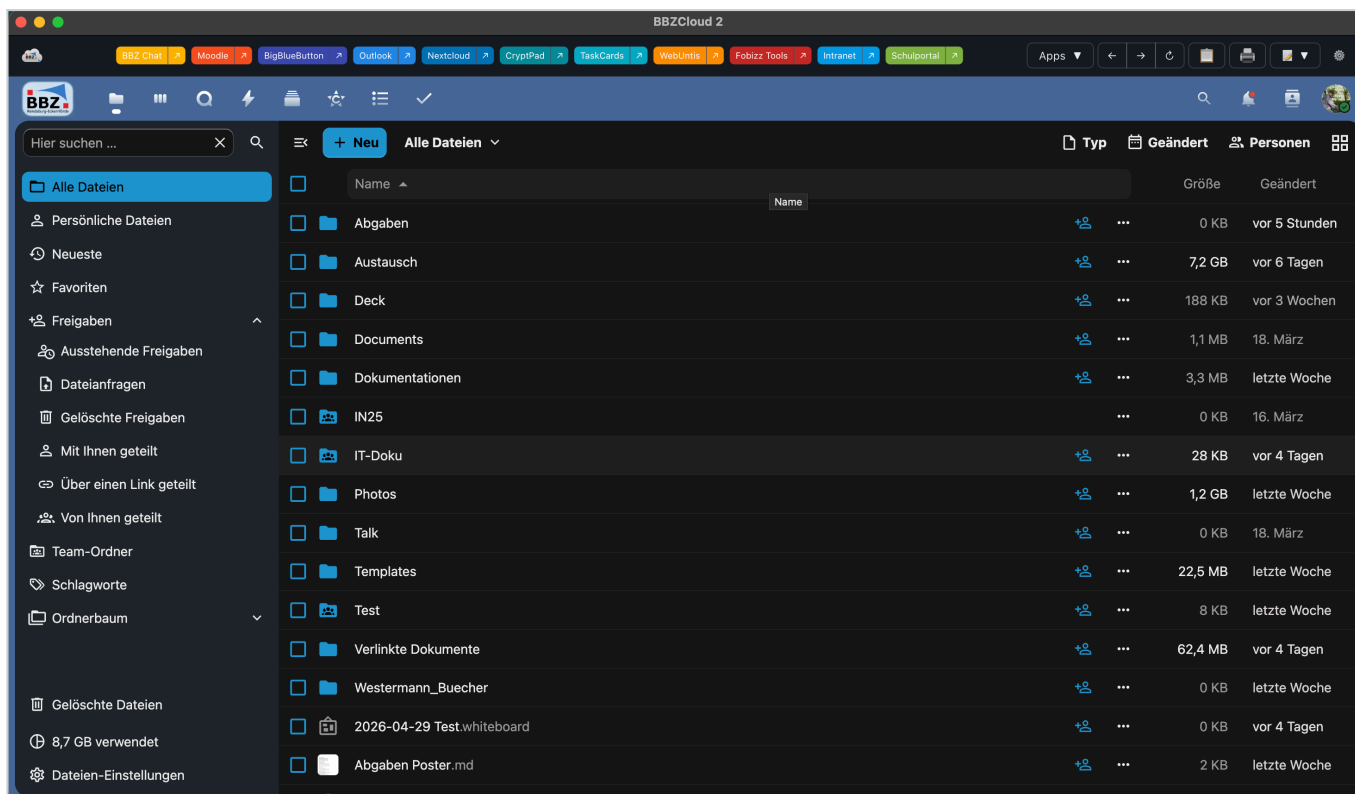 BBZCloud 2
BBZ Chat Moodle BigBlueButton Outlook Nextcloud CryptPad TaskCards WebUntis Fobizz Tools Intranet Schulportal Apps
BBZ
Hier suchen ...
Neu
Alle Dateien
Typ Geändert Personen
Alle Dateien
Persönliche Dateien
Neueste
Favoriten
Freigaben
Ausstehende Freigaben
Dateianfragen
Gelöschte Freigaben
Mit Ihnen geteilt
Über einen Link geteilt
Von Ihnen geteilt
Team-Ordner
Schlagworte
Ordnerbaum
Gelöschte Dateien
8,7 GB verwendet
Dateien-Einstellungen
Name Größe Geändert
Name
Abgaben 0 KB vor 5 Stunden
Austausch 7,2 GB vor 6 Tagen
Deck 188 KB vor 3 Wochen
Documents 1,1 MB 18. März
Dokumentationen 3,3 MB letzte Woche
IN25 0 KB 16. März
IT-Doku 28 KB vor 4 Tagen
Photos 1,2 GB letzte Woche
Talk 0 KB 18. März
Templates 22,5 MB letzte Woche
Test 8 KB letzte Woche
Verlinkte Dokumente 62,4 MB vor 4 Tagen
Westermann_Buecher 0 KB letzte Woche
2026-04-29 Test.whiteboard 0 KB vor 4 Tagen
Abgaben Poster.md 2 KB letzte Woche